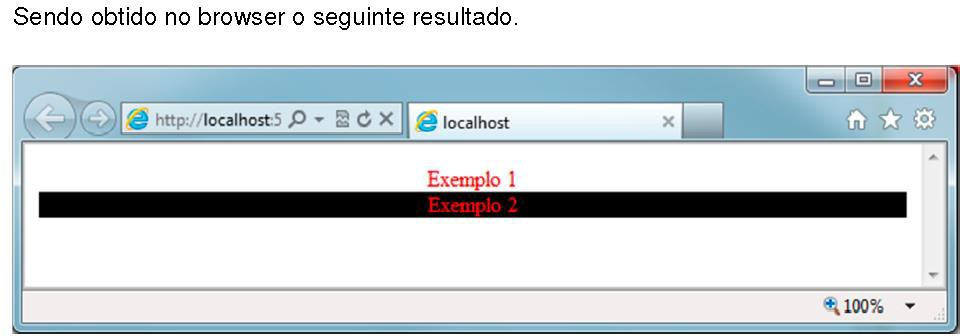 Sendo obtido no browser o seguinte resultado.
http://localhost:5
localhost
Exemplo 1
Exemplo 2
100%